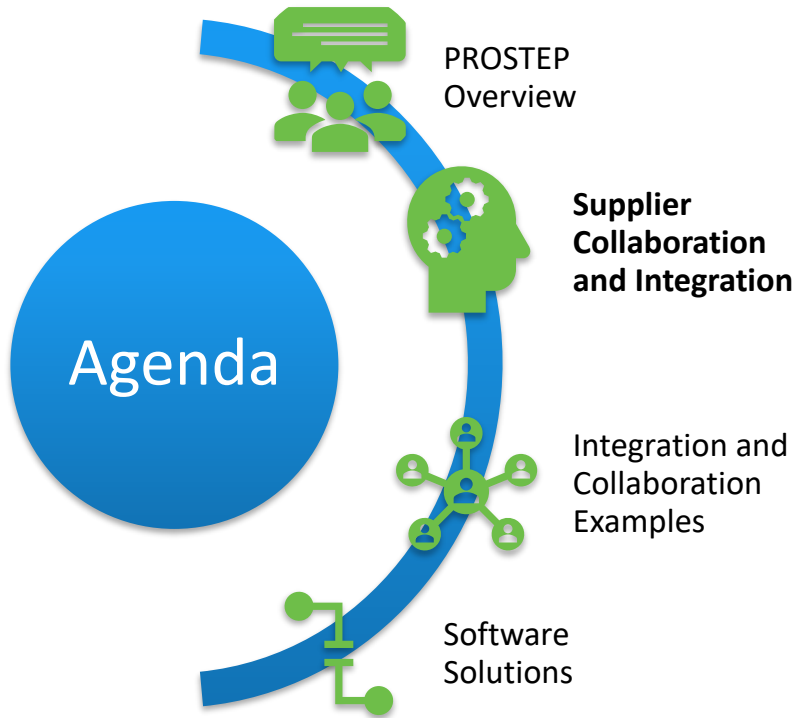 PROSTEP
Overview
Supplier
Collaboration
and Integration
Agenda
Integration and
Collaboration
Examples
Software
Solutions